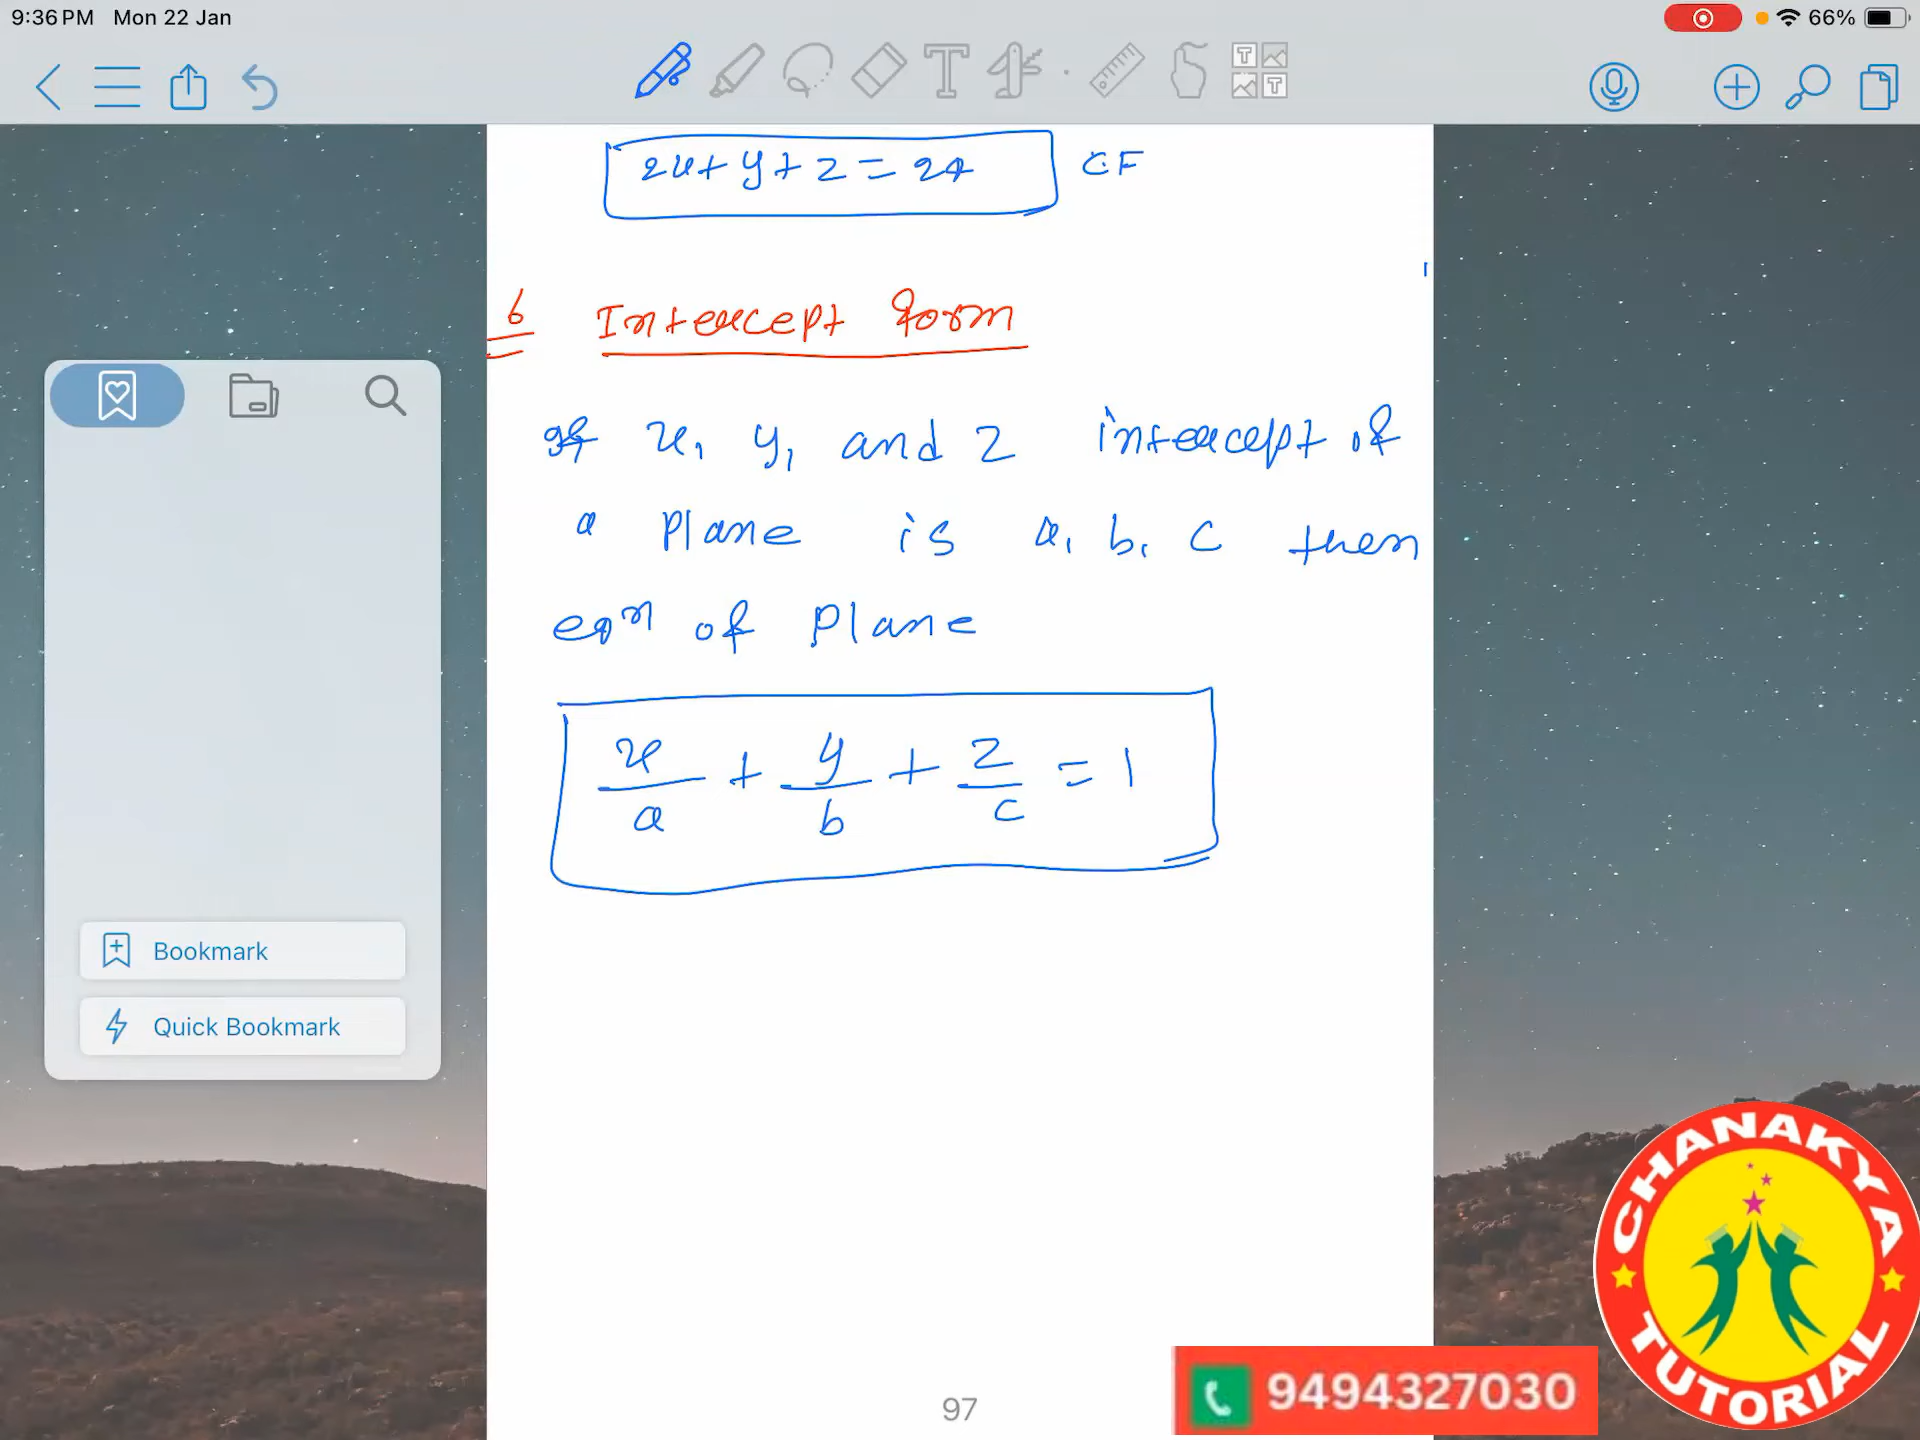 9:36 PM Mon 22 Jan
66%
2x + y + z = 24 CF
6 Intercept form
If x, y, and z intercept of
a plane is a, b, c then
eqn of plane
x/a + y/b + z/c = 1
Bookmark
Quick Bookmark
CHANAKYA
TUTORIAL
9494327030
97